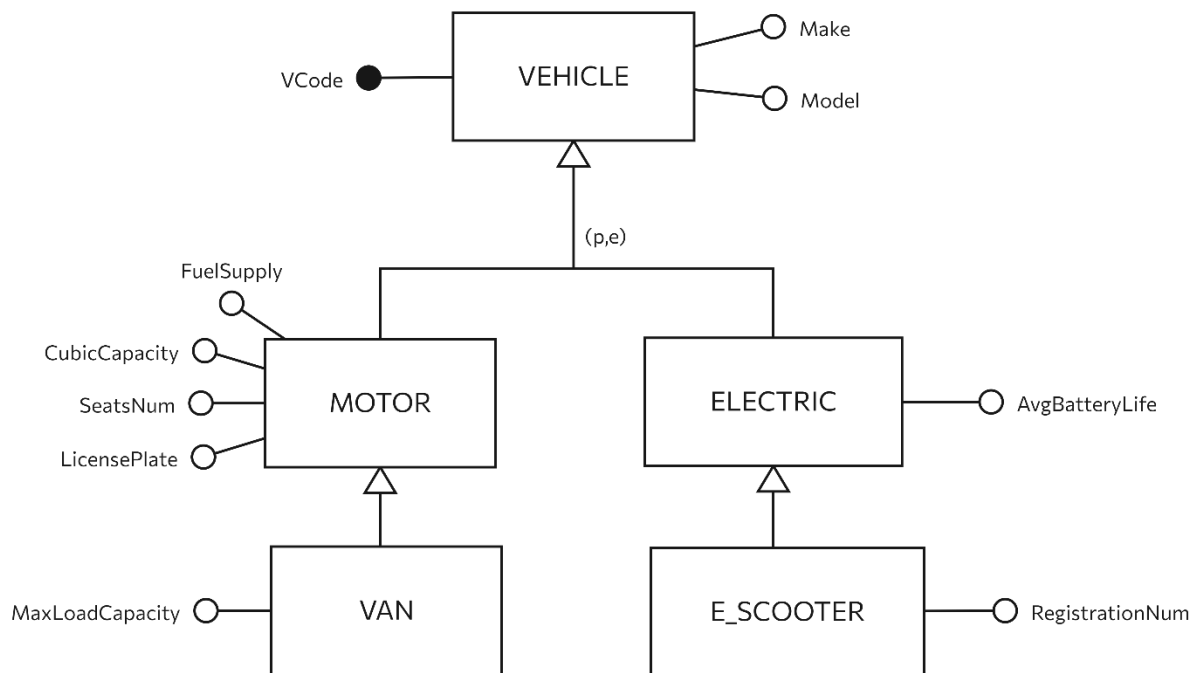 Make
VCode
VEHICLE
Model
(p,e)
FuelSupply
CubicCapacity
SeatsNum
MOTOR
ELECTRIC
AvgBatteryLife
LicensePlate
MaxLoadCapacity
VAN
E_SCOOTER
RegistrationNum